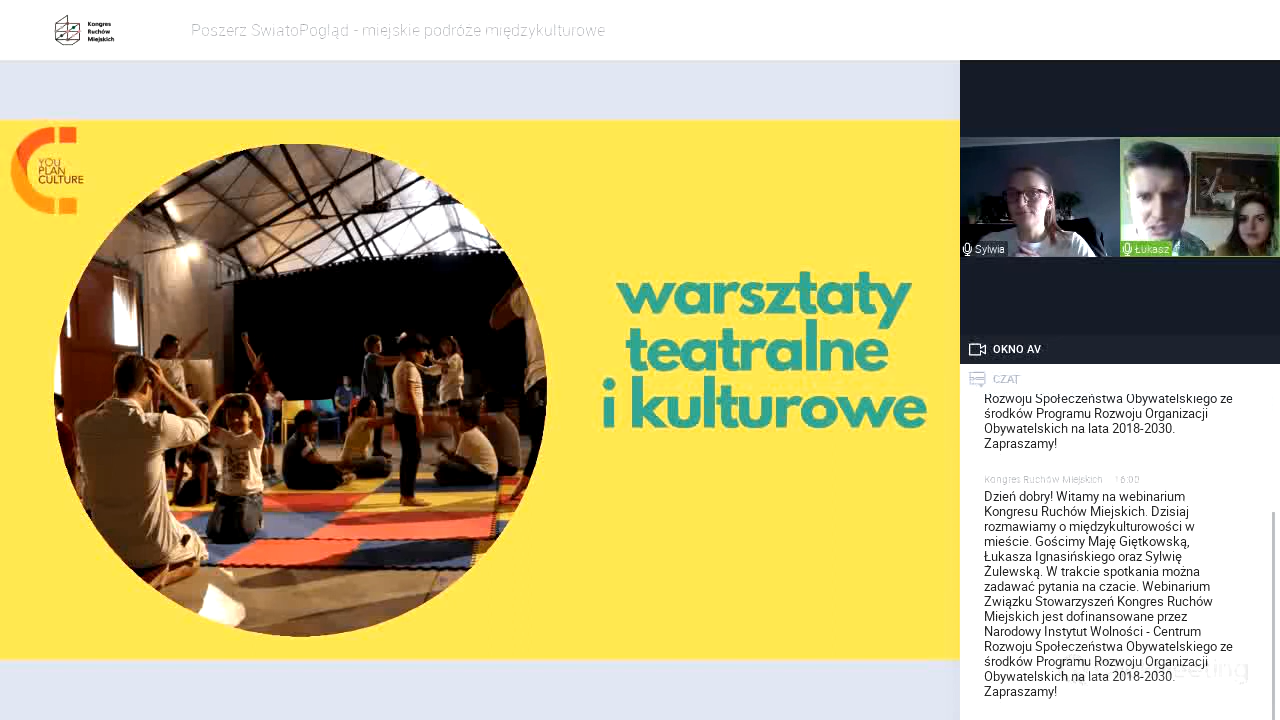 Kongres
Ruchów
Miejskich
Poszerz SwiatoPogląd - miejskie podróże międzykulturowe
YOU
PLAN
CULTURE
warsztaty
teatralne
i kulturowe
Sylwia
Łukasz
OKNO AV
CZAT
Rozwoju Społeczeństwa Obywatelskiego ze
środków Programu Rozwoju Organizacji
Obywatelskich na lata 2018-2030.
Zapraszamy!
Kongres Ruchów Miejskich 16:00
Dzień dobry! Witamy na webinarium
Kongresu Ruchów Miejskich. Dzisiaj
rozmawiamy o międzykulturowości w
mieście. Gościmy Maję Giętkowską,
Łukasza Ignasińskiego oraz Sylwię
Żulewską. W trakcie spotkania można
zadawać pytania na czacie. Webinarium
Związku Stowarzyszeń Kongres Ruchów
Miejskich jest dofinansowane przez
Narodowy Instytut Wolności - Centrum
Rozwoju Społeczeństwa Obywatelskiego ze
środków Programu Rozwoju Organizacji
Obywatelskich na lata 2018-2030.
Zapraszamy!